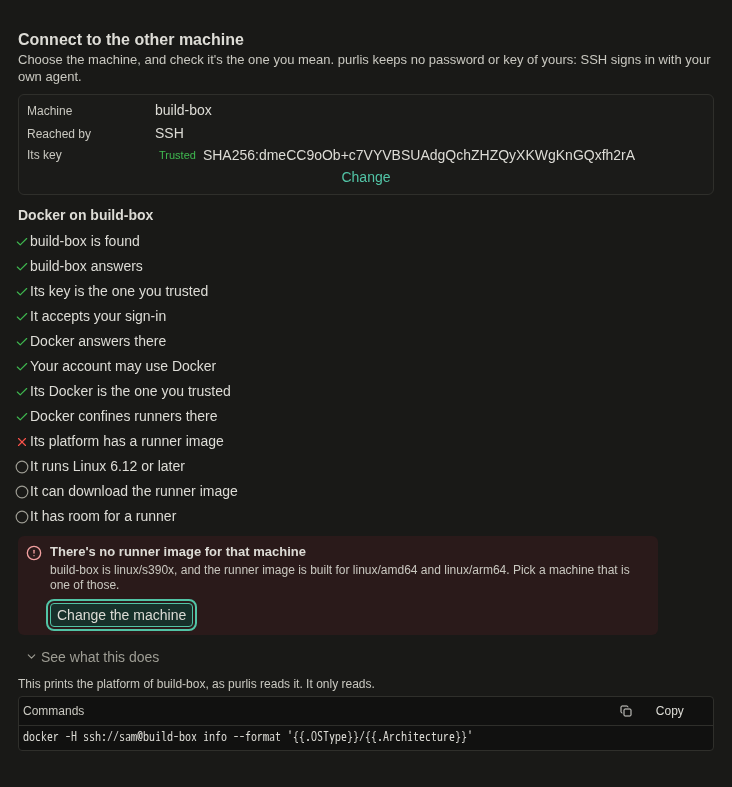 Connect to the other machine
Choose the machine, and check it's the one you mean. purlis keeps no password or key of yours: SSH signs in with your
own agent.
Machine build-box
Reached by SSH
Its key Trusted SHA256:dmeCC9oOb+c7VYVBSUAdgQchZHZQyXKWgKnGQxfh2rA
Change
Docker on build-box
build-box is found
build-box answers
Its key is the one you trusted
It accepts your sign-in
Docker answers there
Your account may use Docker
Its Docker is the one you trusted
Docker confines runners there
Its platform has a runner image
It runs Linux 6.12 or later
It can download the runner image
It has room for a runner
There's no runner image for that machine
build-box is linux/s390x, and the runner image is built for linux/amd64 and linux/arm64. Pick a machine that is
one of those.
Change the machine
See what this does
This prints the platform of build-box, as purlis reads it. It only reads.
Commands Copy
docker -H ssh://sam@build-box info --format '{{.OSType}}/{{.Architecture}}'